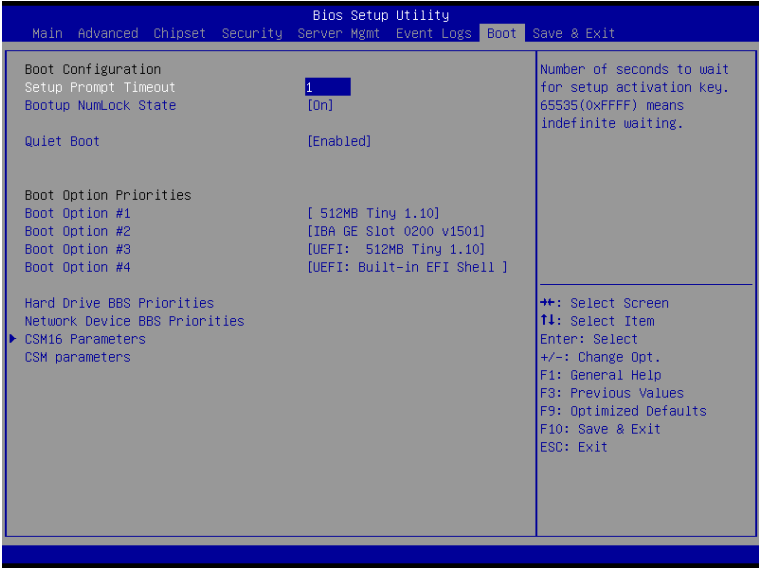 Bios Setup Utility
Main Advanced Chipset Security Server Mgmt Event Logs Boot Save & Exit
Boot Configuration
Setup Prompt Timeout 1
Bootup NumLock State [On]
Quiet Boot [Enabled]
Boot Option Priorities
Boot Option #1 [ 512MB Tiny 1.10]
Boot Option #2 [IBA GE Slot 0200 v1501]
Boot Option #3 [UEFI:  512MB Tiny 1.10]
Boot Option #4 [UEFI: Built-in EFI Shell ]
Hard Drive BBS Priorities
Network Device BBS Priorities
CSM16 Parameters
CSM parameters
Number of seconds to wait
for setup activation key.
65535(0xFFFF) means
indefinite waiting.
→←: Select Screen
↑↓: Select Item
Enter: Select
+/-: Change Opt.
F1: General Help
F3: Previous Values
F9: Optimized Defaults
F10: Save & Exit
ESC: Exit